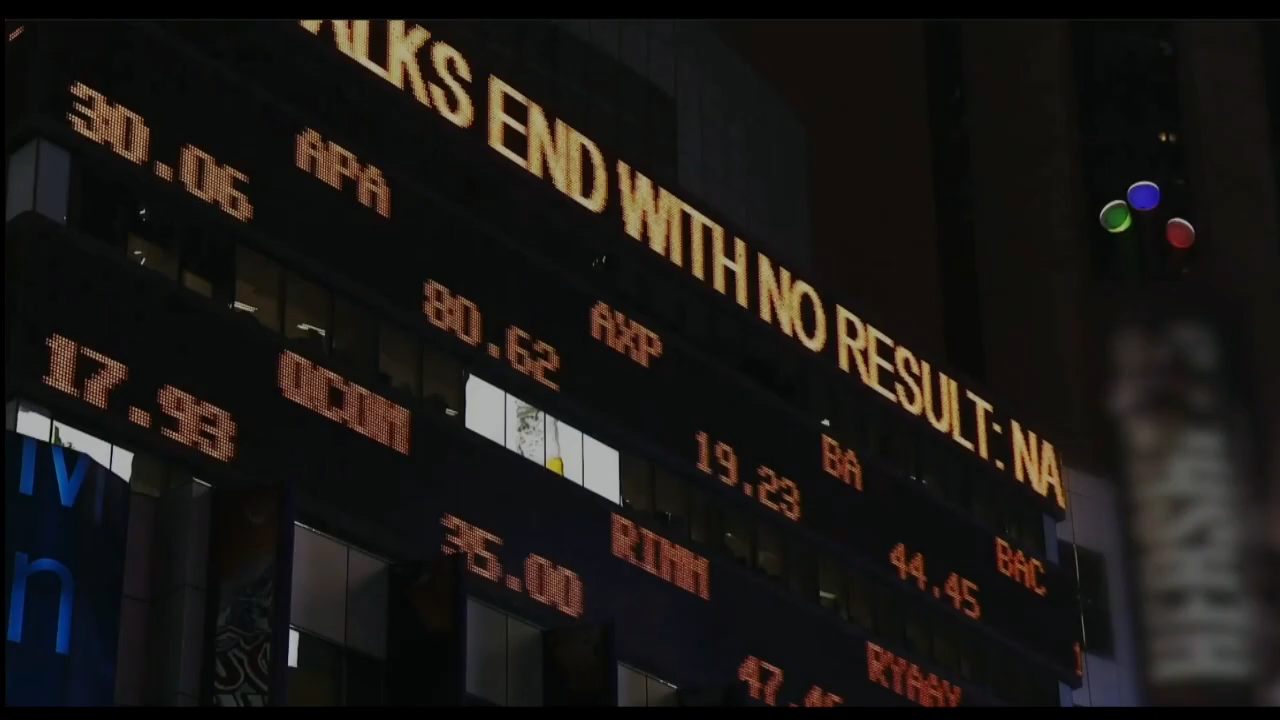 ALKS END WITH NO RESULT: NA
30.06 APA 80.62 AXP 19.23 BA 44.45 BAC
17.93 QCOM 35.00 RIMM RYAAY
n